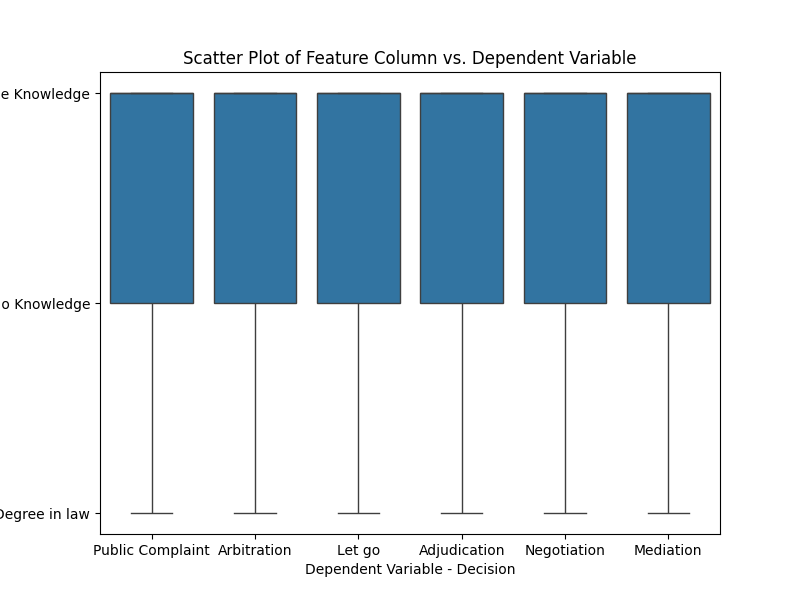 Scatter Plot of Feature Column vs. Dependent Variable
e Knowledge
o Knowledge
Degree in law
Public Complaint Arbitration Let go Adjudication Negotiation Mediation
Dependent Variable - Decision